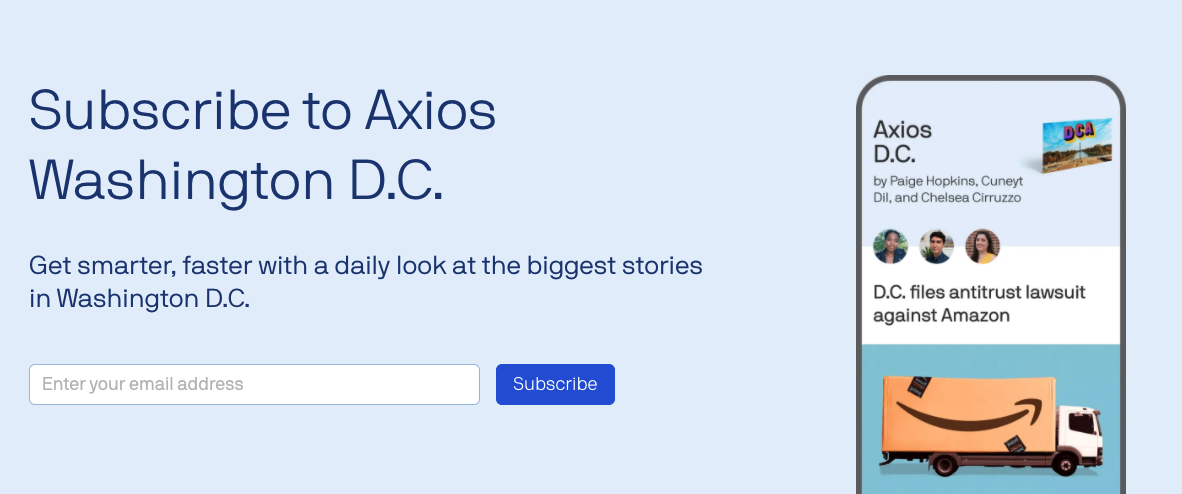 Subscribe to Axios
Washington D.C.
Get smarter, faster with a daily look at the biggest stories
in Washington D.C.
Enter your email address
Subscribe
Axios
D.C.
DCA
by Paige Hopkins, Cuneyt
Dil, and Chelsea Cirruzzo
D.C. files antitrust lawsuit
against Amazon